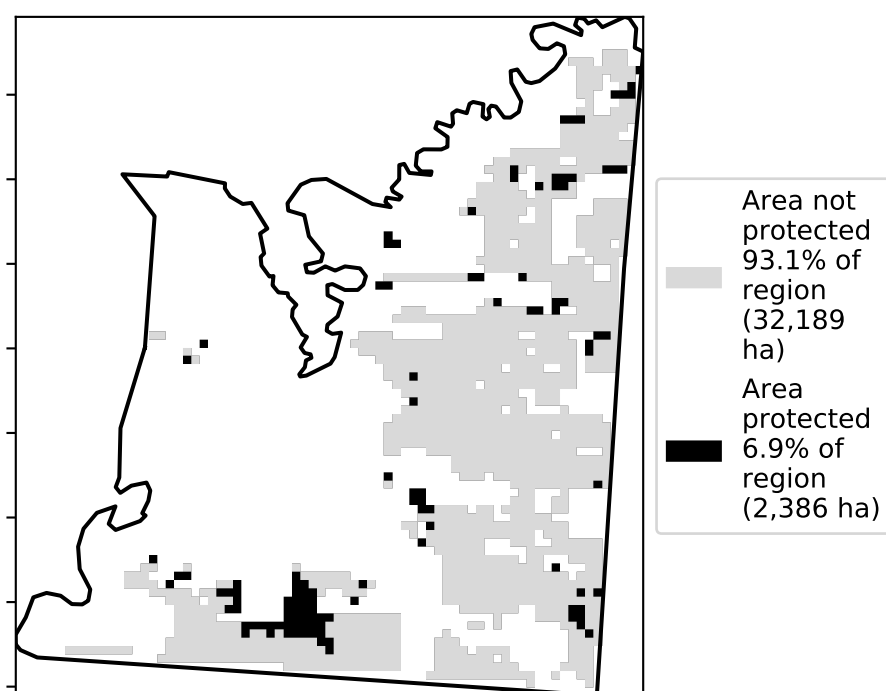 Area not
protected
93.1% of
region
(32,189
ha)
Area
protected
6.9% of
region
(2,386 ha)